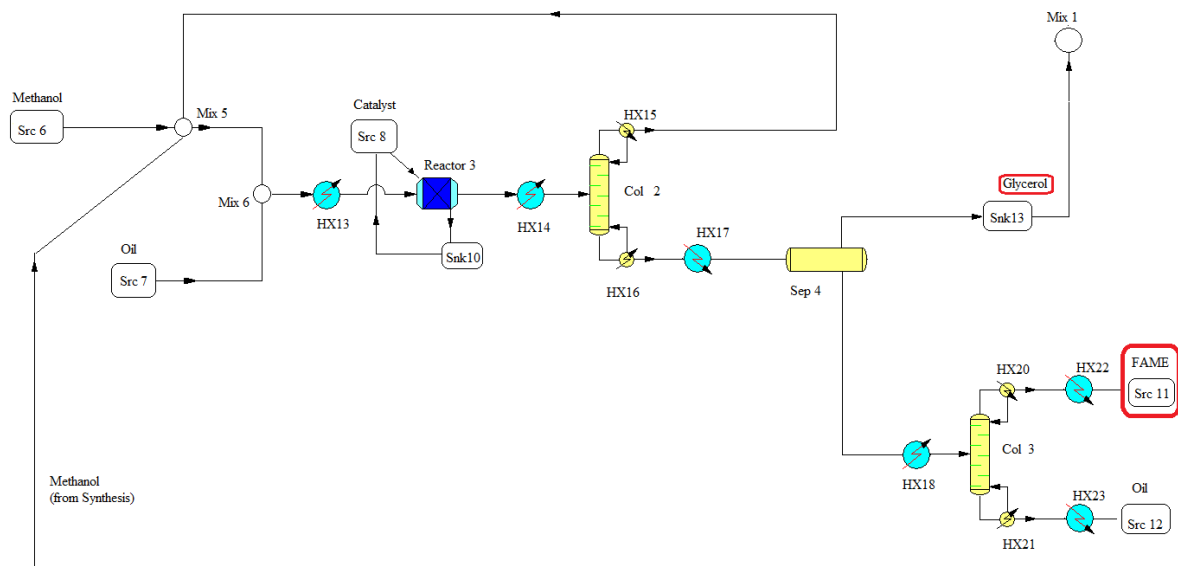 Mix 1
Methanol
Src 6
Mix 5
Catalyst
Src 8
HX15
Reactor 3
Col 2
Glycerol
Snk13
Mix 6
HX13
HX14
HX17
Oil
Src 7
Snk10
HX16
Sep 4
FAME
Src 11
HX20
HX22
Col 3
HX18
Methanol
(from Synthesis)
HX23
Oil
Src 12
HX21